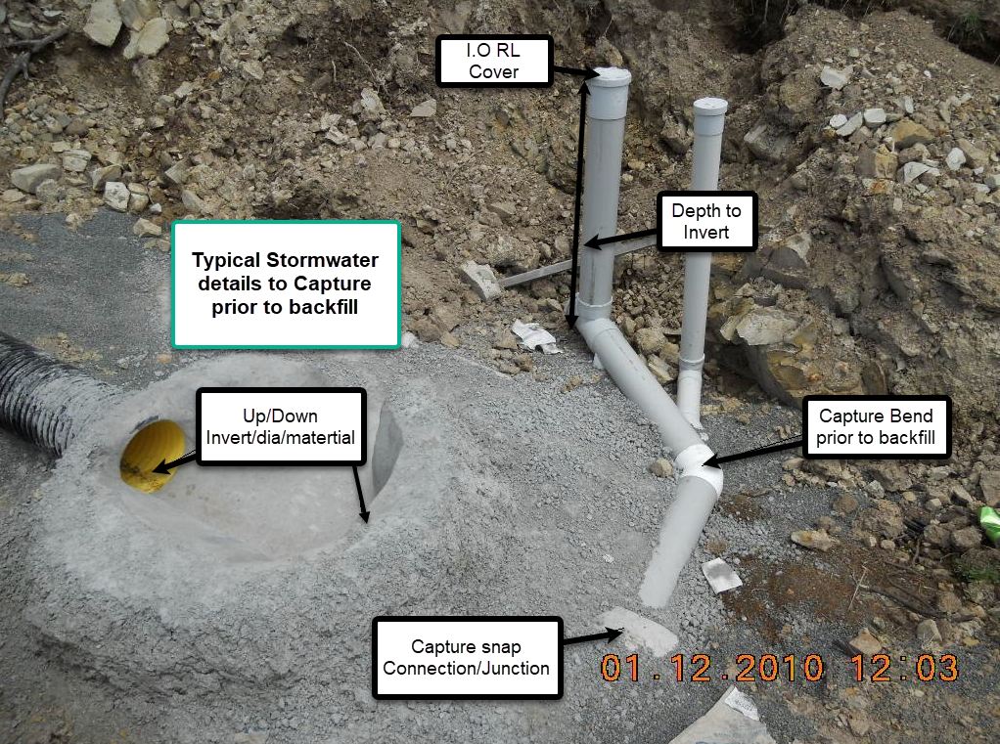 I.O RL
Cover
Depth to
Invert
Typical Stormwater
details to Capture
prior to backfill
Up/Down
Invert/dia/matertial
Capture Bend
prior to backfill
Capture snap
Connection/Junction
01.12.2010 12:03